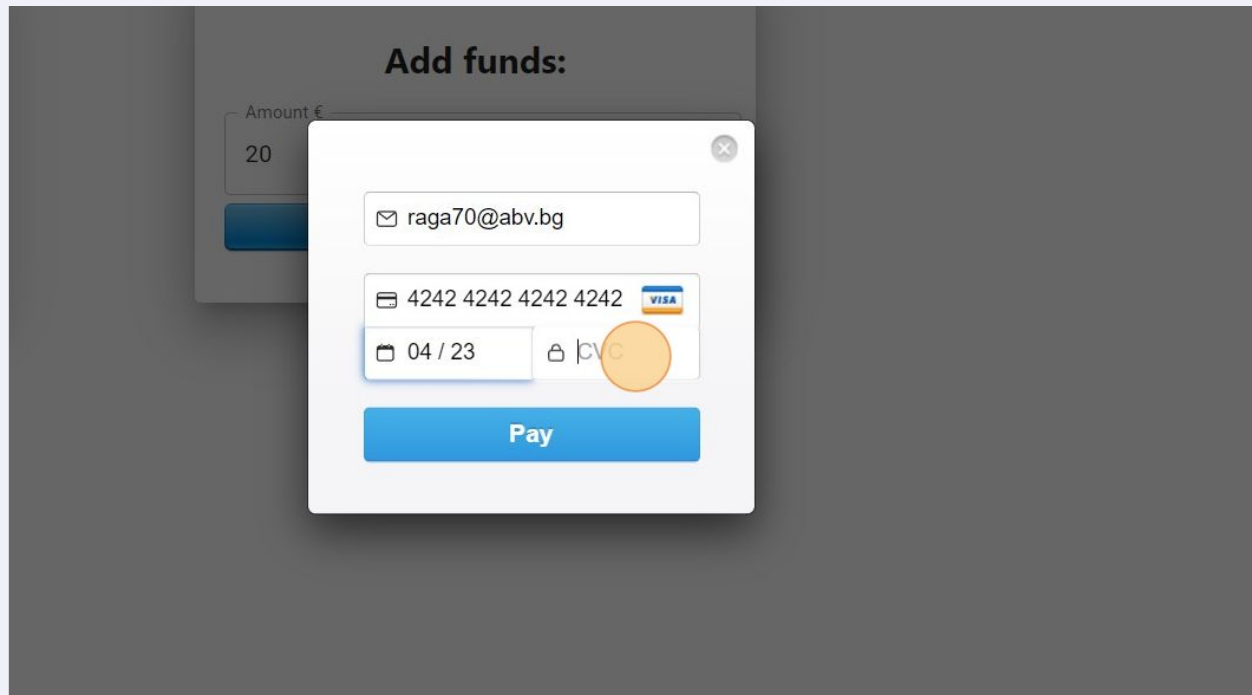 Add funds:
Amount €
20
raga70@abv.bg
4242 4242 4242 4242 VISA
04 / 23 CVC
Pay